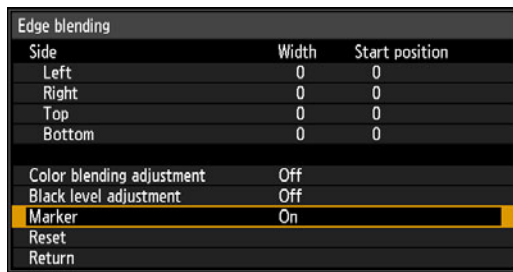 Edge blending
Side Width Start position
Left 0 0
Right 0 0
Top 0 0
Bottom 0 0
Color blending adjustment Off
Black level adjustment Off
Marker On
Reset
Return